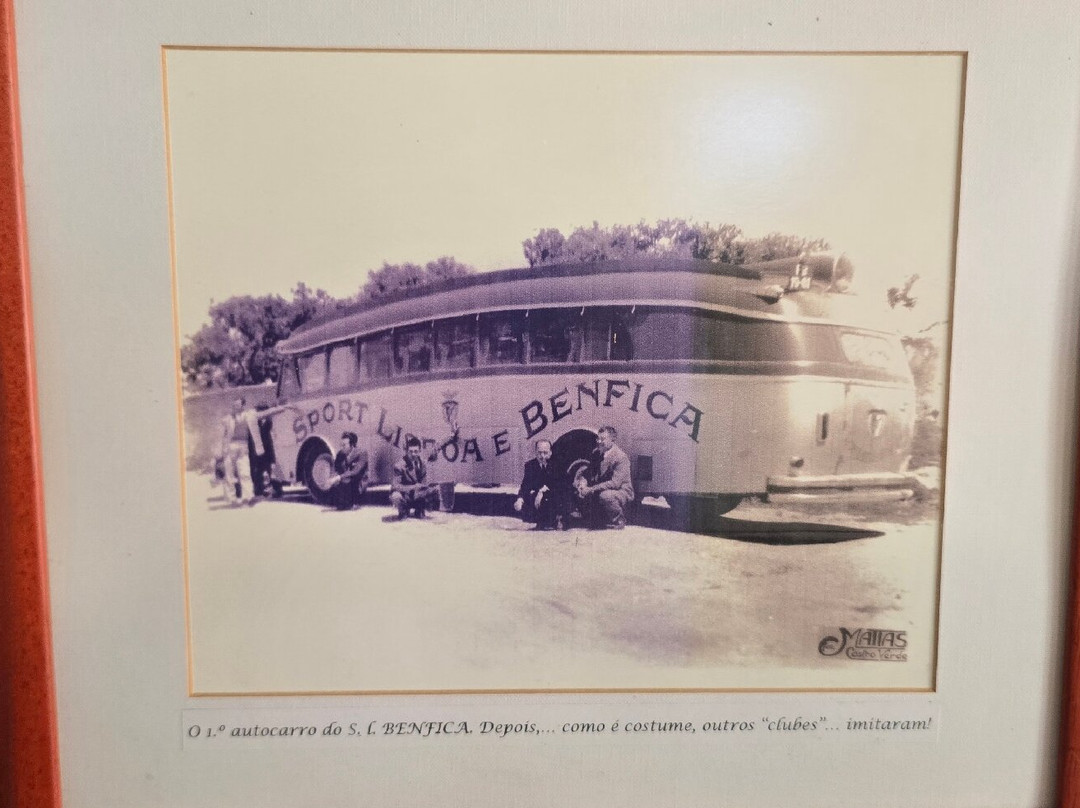 SPORT LISBOA E BENFICA
MATTAS
Castro Verde
O 1.º autocarro do S. l. BENFICA. Depois,... como é costume, outros "clubes"... imitaram!